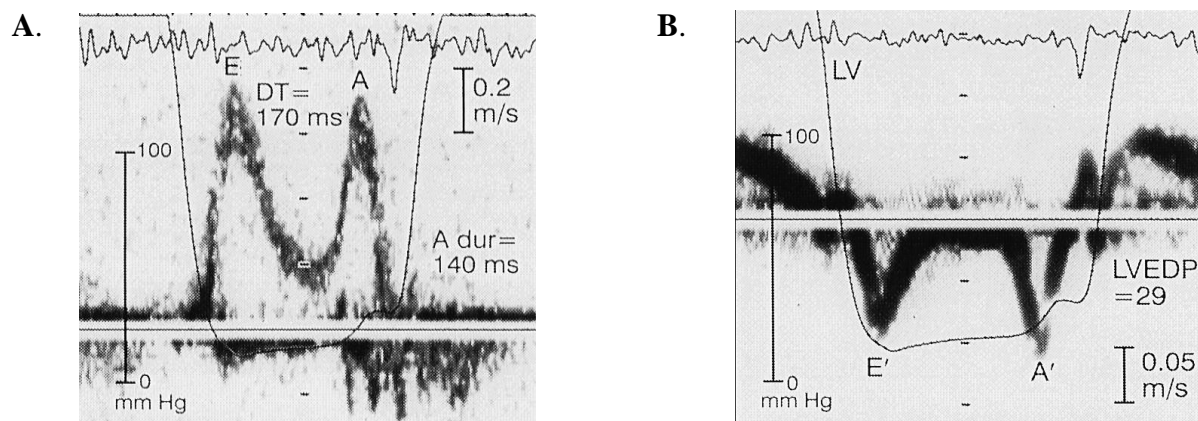 A.
E
DT=
170 ms
A
0.2
m/s
100
A dur=
140 ms
0
mm Hg
B.
LV
100
LVEDP
=29
E'
A'
0.05
m/s
0
mm Hg